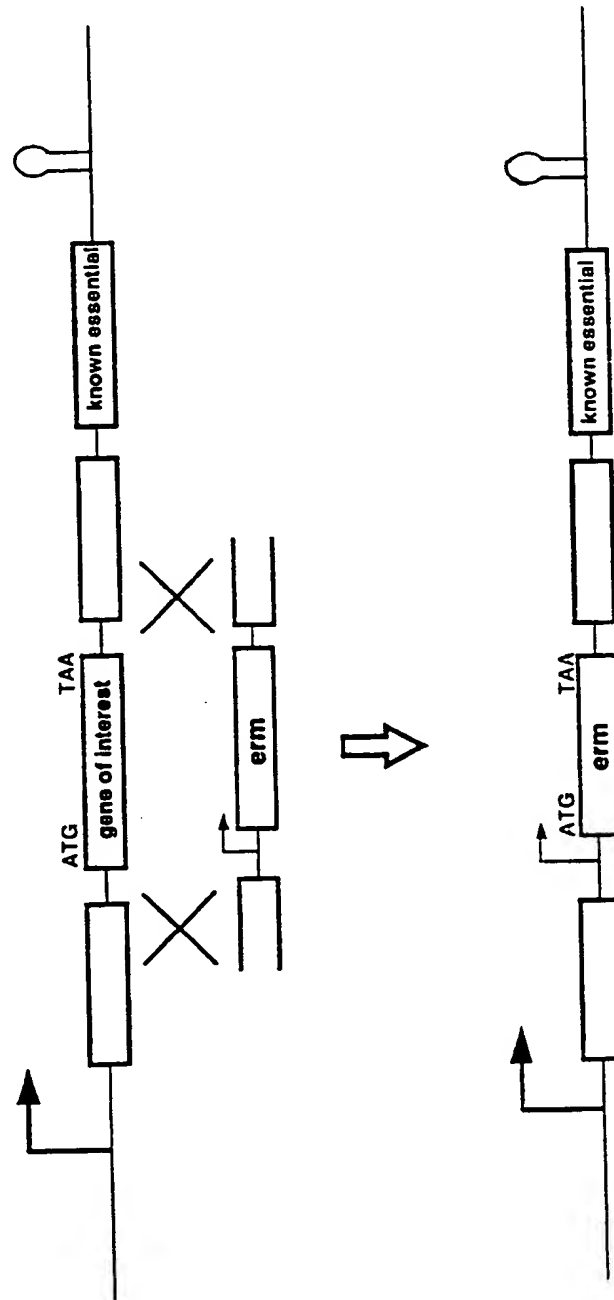 ATG
TAA
gene of interest
known essential
erm
ATG
TAA
erm
known essential